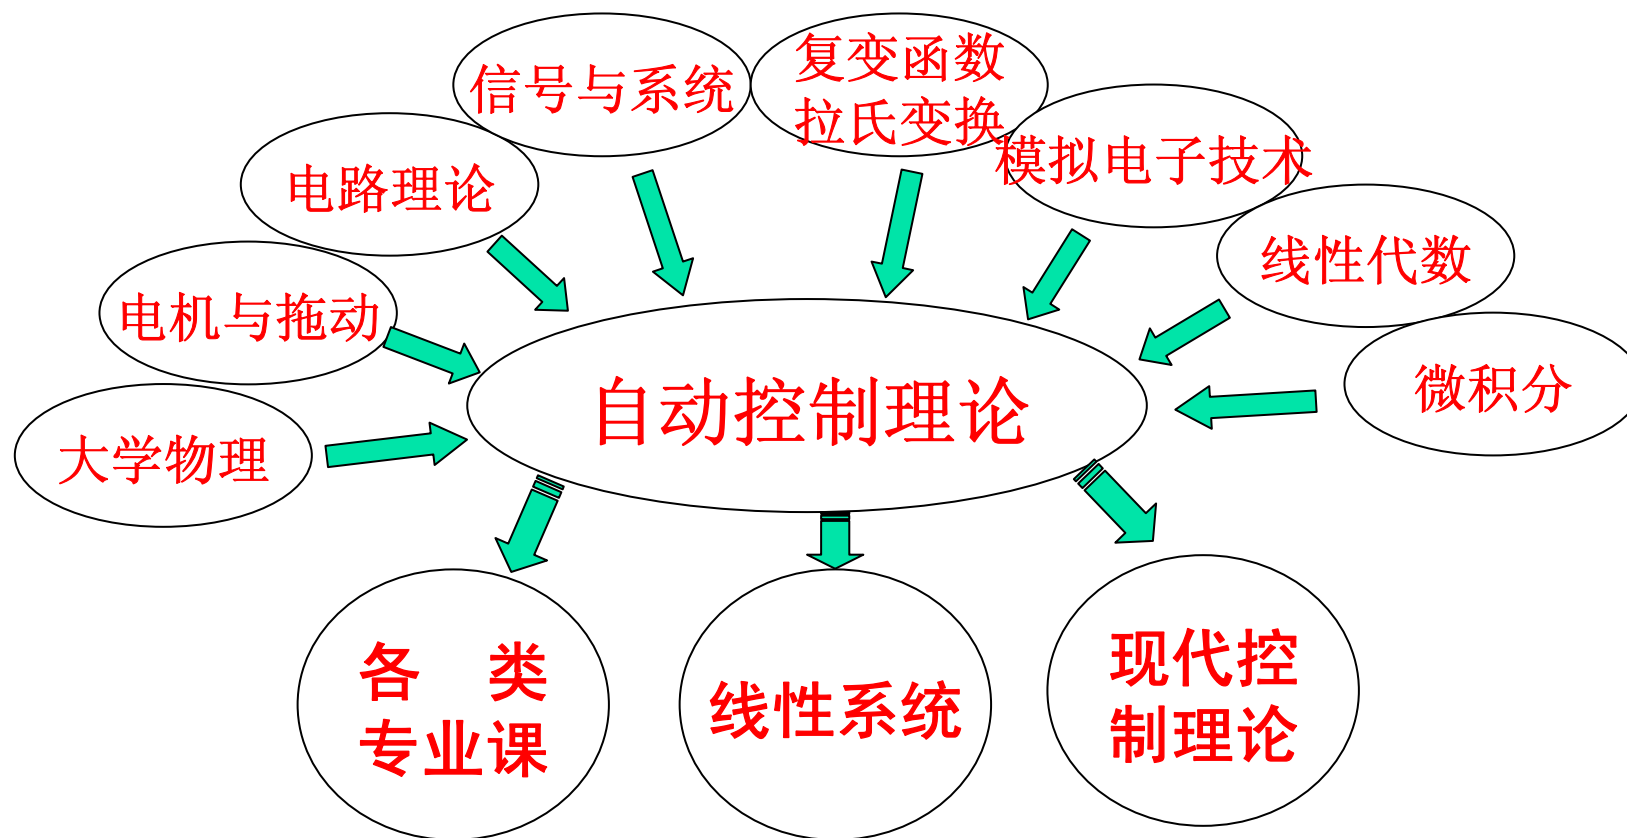 信号与系统
复变函数
拉氏变换
模拟电子技术
电路理论
线性代数
电机与拖动
微积分
大学物理
自动控制理论
各 类
专业课
线性系统
现代控
制理论